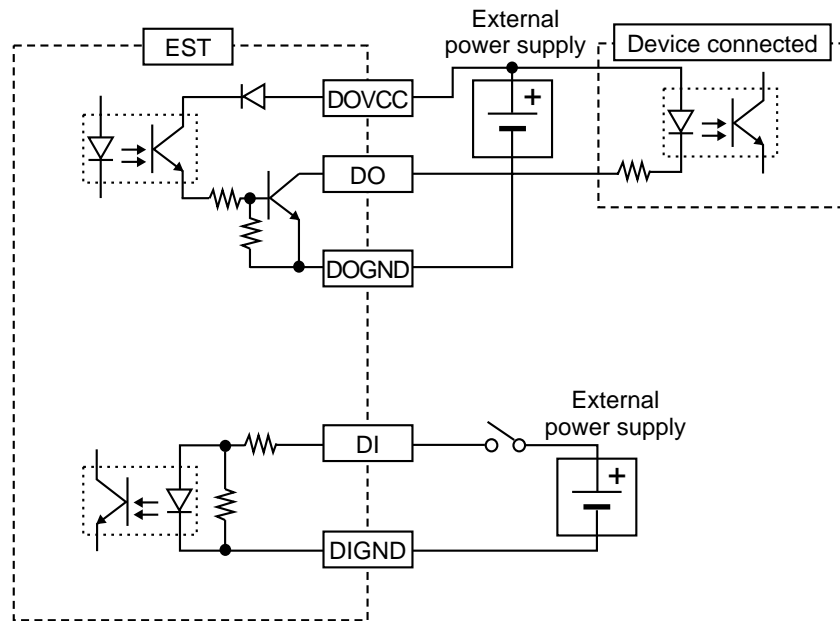 External
power supply
EST
Device connected
DOVCC
+
DO
DOGND
External
power supply
DI
+
DIGND